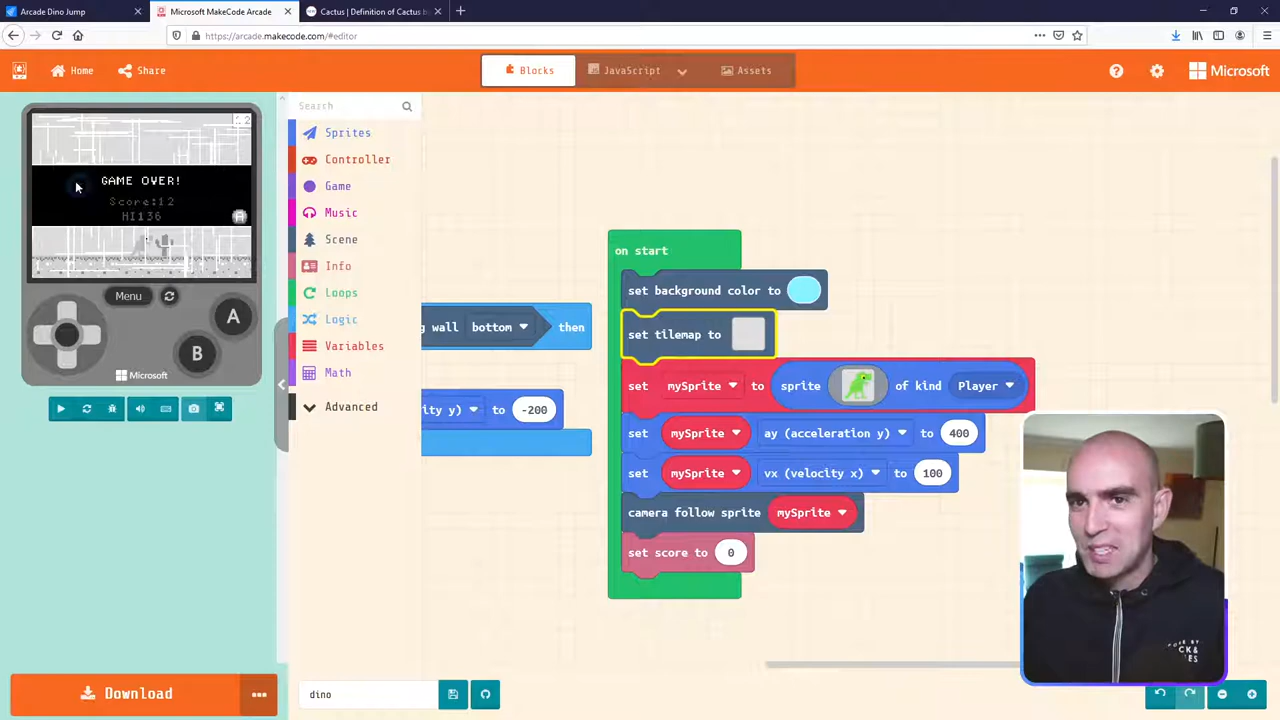 Arcade Dino Jump
Microsoft MakeCode Arcade
Cactus | Definition of Cactus by
https://arcade.makecode.com/#editor
Home
Share
Blocks
JavaScript
Assets
Microsoft
GAME OVER!
Score:12
HI136
Menu
A
B
Microsoft
Search
Sprites
Controller
Game
Music
Scene
Info
Loops
Logic
Variables
Math
Advanced
g wall bottom then
ity y) to -200
on start
set background color to
set tilemap to
set mySprite to sprite of kind Player
set mySprite ay (acceleration y) to 400
set mySprite vx (velocity x) to 100
camera follow sprite mySprite
set score to 0
Download
dino